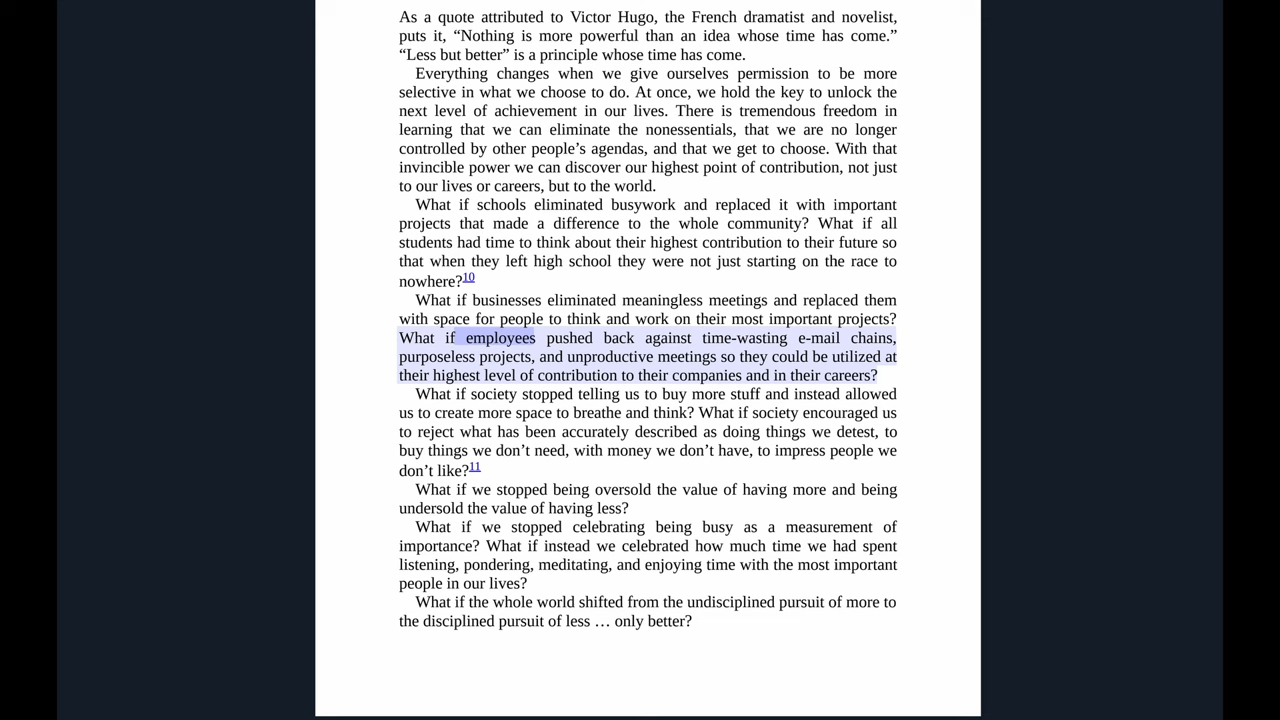 As a quote attributed to Victor Hugo, the French dramatist and novelist,
puts it, “Nothing is more powerful than an idea whose time has come.”
“Less but better” is a principle whose time has come.
Everything changes when we give ourselves permission to be more
selective in what we choose to do. At once, we hold the key to unlock the
next level of achievement in our lives. There is tremendous freedom in
learning that we can eliminate the nonessentials, that we are no longer
controlled by other people’s agendas, and that we get to choose. With that
invincible power we can discover our highest point of contribution, not just
to our lives or careers, but to the world.
What if schools eliminated busywork and replaced it with important
projects that made a difference to the whole community? What if all
students had time to think about their highest contribution to their future so
that when they left high school they were not just starting on the race to
nowhere?10
What if businesses eliminated meaningless meetings and replaced them
with space for people to think and work on their most important projects?
What if employees pushed back against time-wasting e-mail chains,
purposeless projects, and unproductive meetings so they could be utilized at
their highest level of contribution to their companies and in their careers?
What if society stopped telling us to buy more stuff and instead allowed
us to create more space to breathe and think? What if society encouraged us
to reject what has been accurately described as doing things we detest, to
buy things we don’t need, with money we don’t have, to impress people we
don’t like?11
What if we stopped being oversold the value of having more and being
undersold the value of having less?
What if we stopped celebrating being busy as a measurement of
importance? What if instead we celebrated how much time we had spent
listening, pondering, meditating, and enjoying time with the most important
people in our lives?
What if the whole world shifted from the undisciplined pursuit of more to
the disciplined pursuit of less … only better?